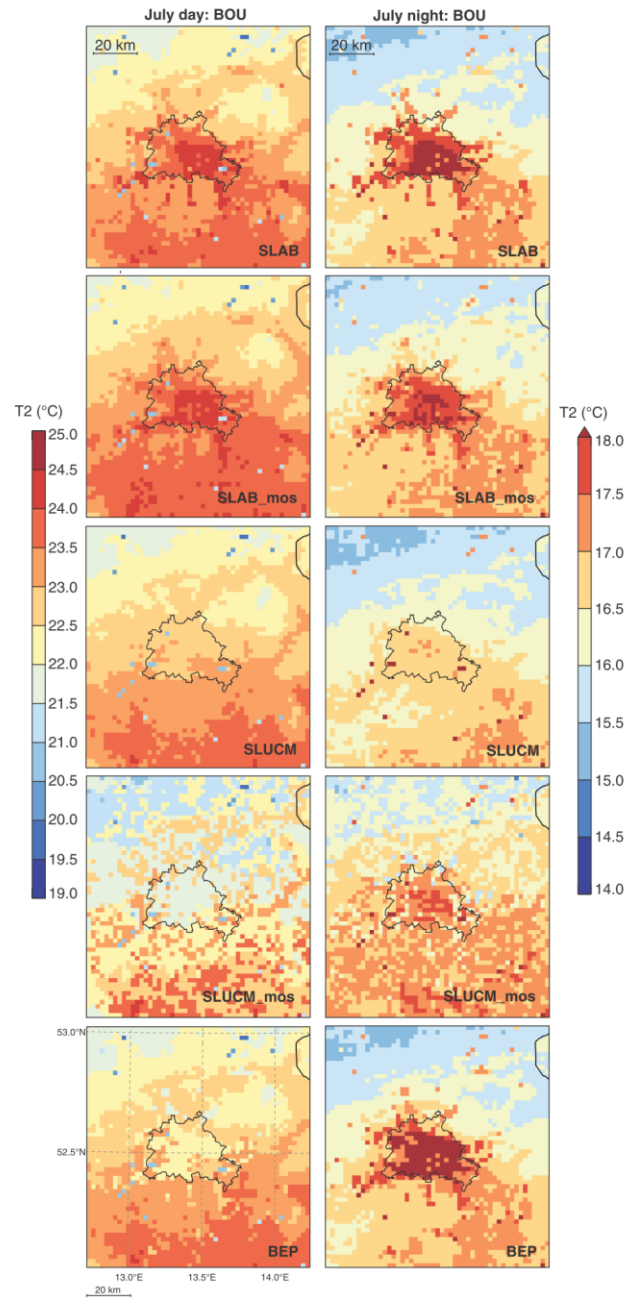 July day: BOU
July night: BOU
20 km
20 km
SLAB
SLAB
SLAB_mos
SLAB_mos
T2 (°C)
25.0
24.5
24.0
23.5
23.0
22.5
22.0
21.5
21.0
20.5
20.0
19.5
19.0
T2 (°C)
18.0
17.5
17.0
16.5
16.0
15.5
15.0
14.5
14.0
SLUCM
SLUCM
SLUCM_mos
SLUCM_mos
53.0°N
52.5°N
BEP
BEP
13.0°E
13.5°E
14.0°E
20 km